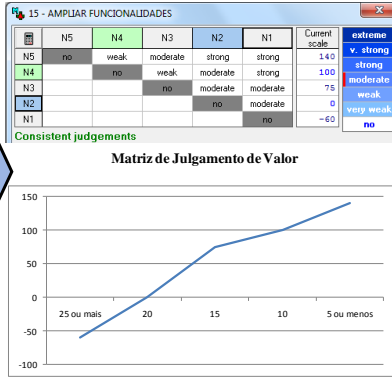 15 - AMPLIAR FUNCIONALIDADES
N5 N4 N3 N2 N1 Current scale extreme
N5 no weak moderate strong strong 140 v. strong
N4 no weak moderate strong 100 strong
N3 no moderate moderate 75 moderate
N2 no moderate 0 weak
N1 no -60 very weak
no
Consistent judgements
Matriz de Julgamento de Valor
150
100
50
0
25 ou mais 20 15 10 5 ou menos
-50
-100